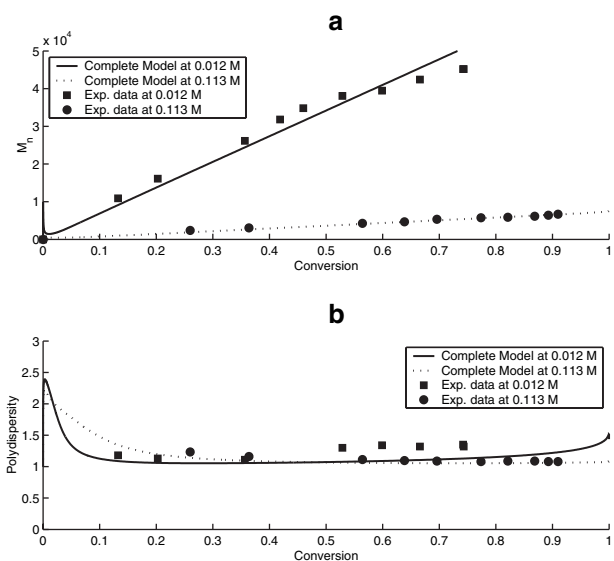 a
x 10⁴
5
4
3
2
1
0
M_n
Complete Model at 0.012 M
Complete Model at 0.113 M
Exp. data at 0.012 M
Exp. data at 0.113 M
0 0.1 0.2 0.3 0.4 0.5 0.6 0.7 0.8 0.9 1
Conversion
b
3
2.5
2
1.5
1
0.5
0
Polydispersity
Complete Model at 0.012 M
Complete Model at 0.113 M
Exp. data at 0.012 M
Exp. data at 0.113 M
0 0.1 0.2 0.3 0.4 0.5 0.6 0.7 0.8 0.9 1
Conversion